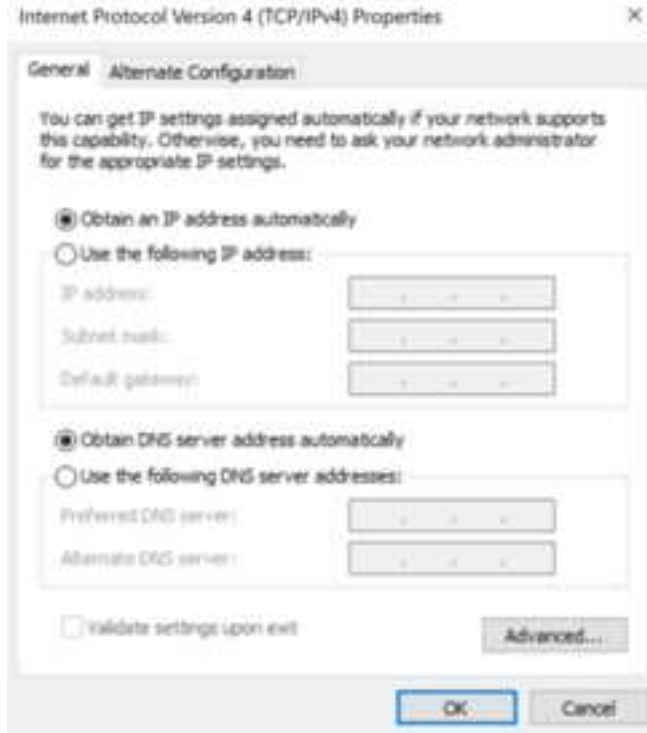 Internet Protocol Version 4 (TCP/IPv4) Properties
General Alternate Configuration
You can get IP settings assigned automatically if your network supports
this capability. Otherwise, you need to ask your network administrator
for the appropriate IP settings.
Obtain an IP address automatically
Use the following IP address:
IP address:
Subnet mask:
Default gateway:
Obtain DNS server address automatically
Use the following DNS server addresses:
Preferred DNS server:
Alternate DNS server:
Validate settings upon exit
Advanced...
OK Cancel